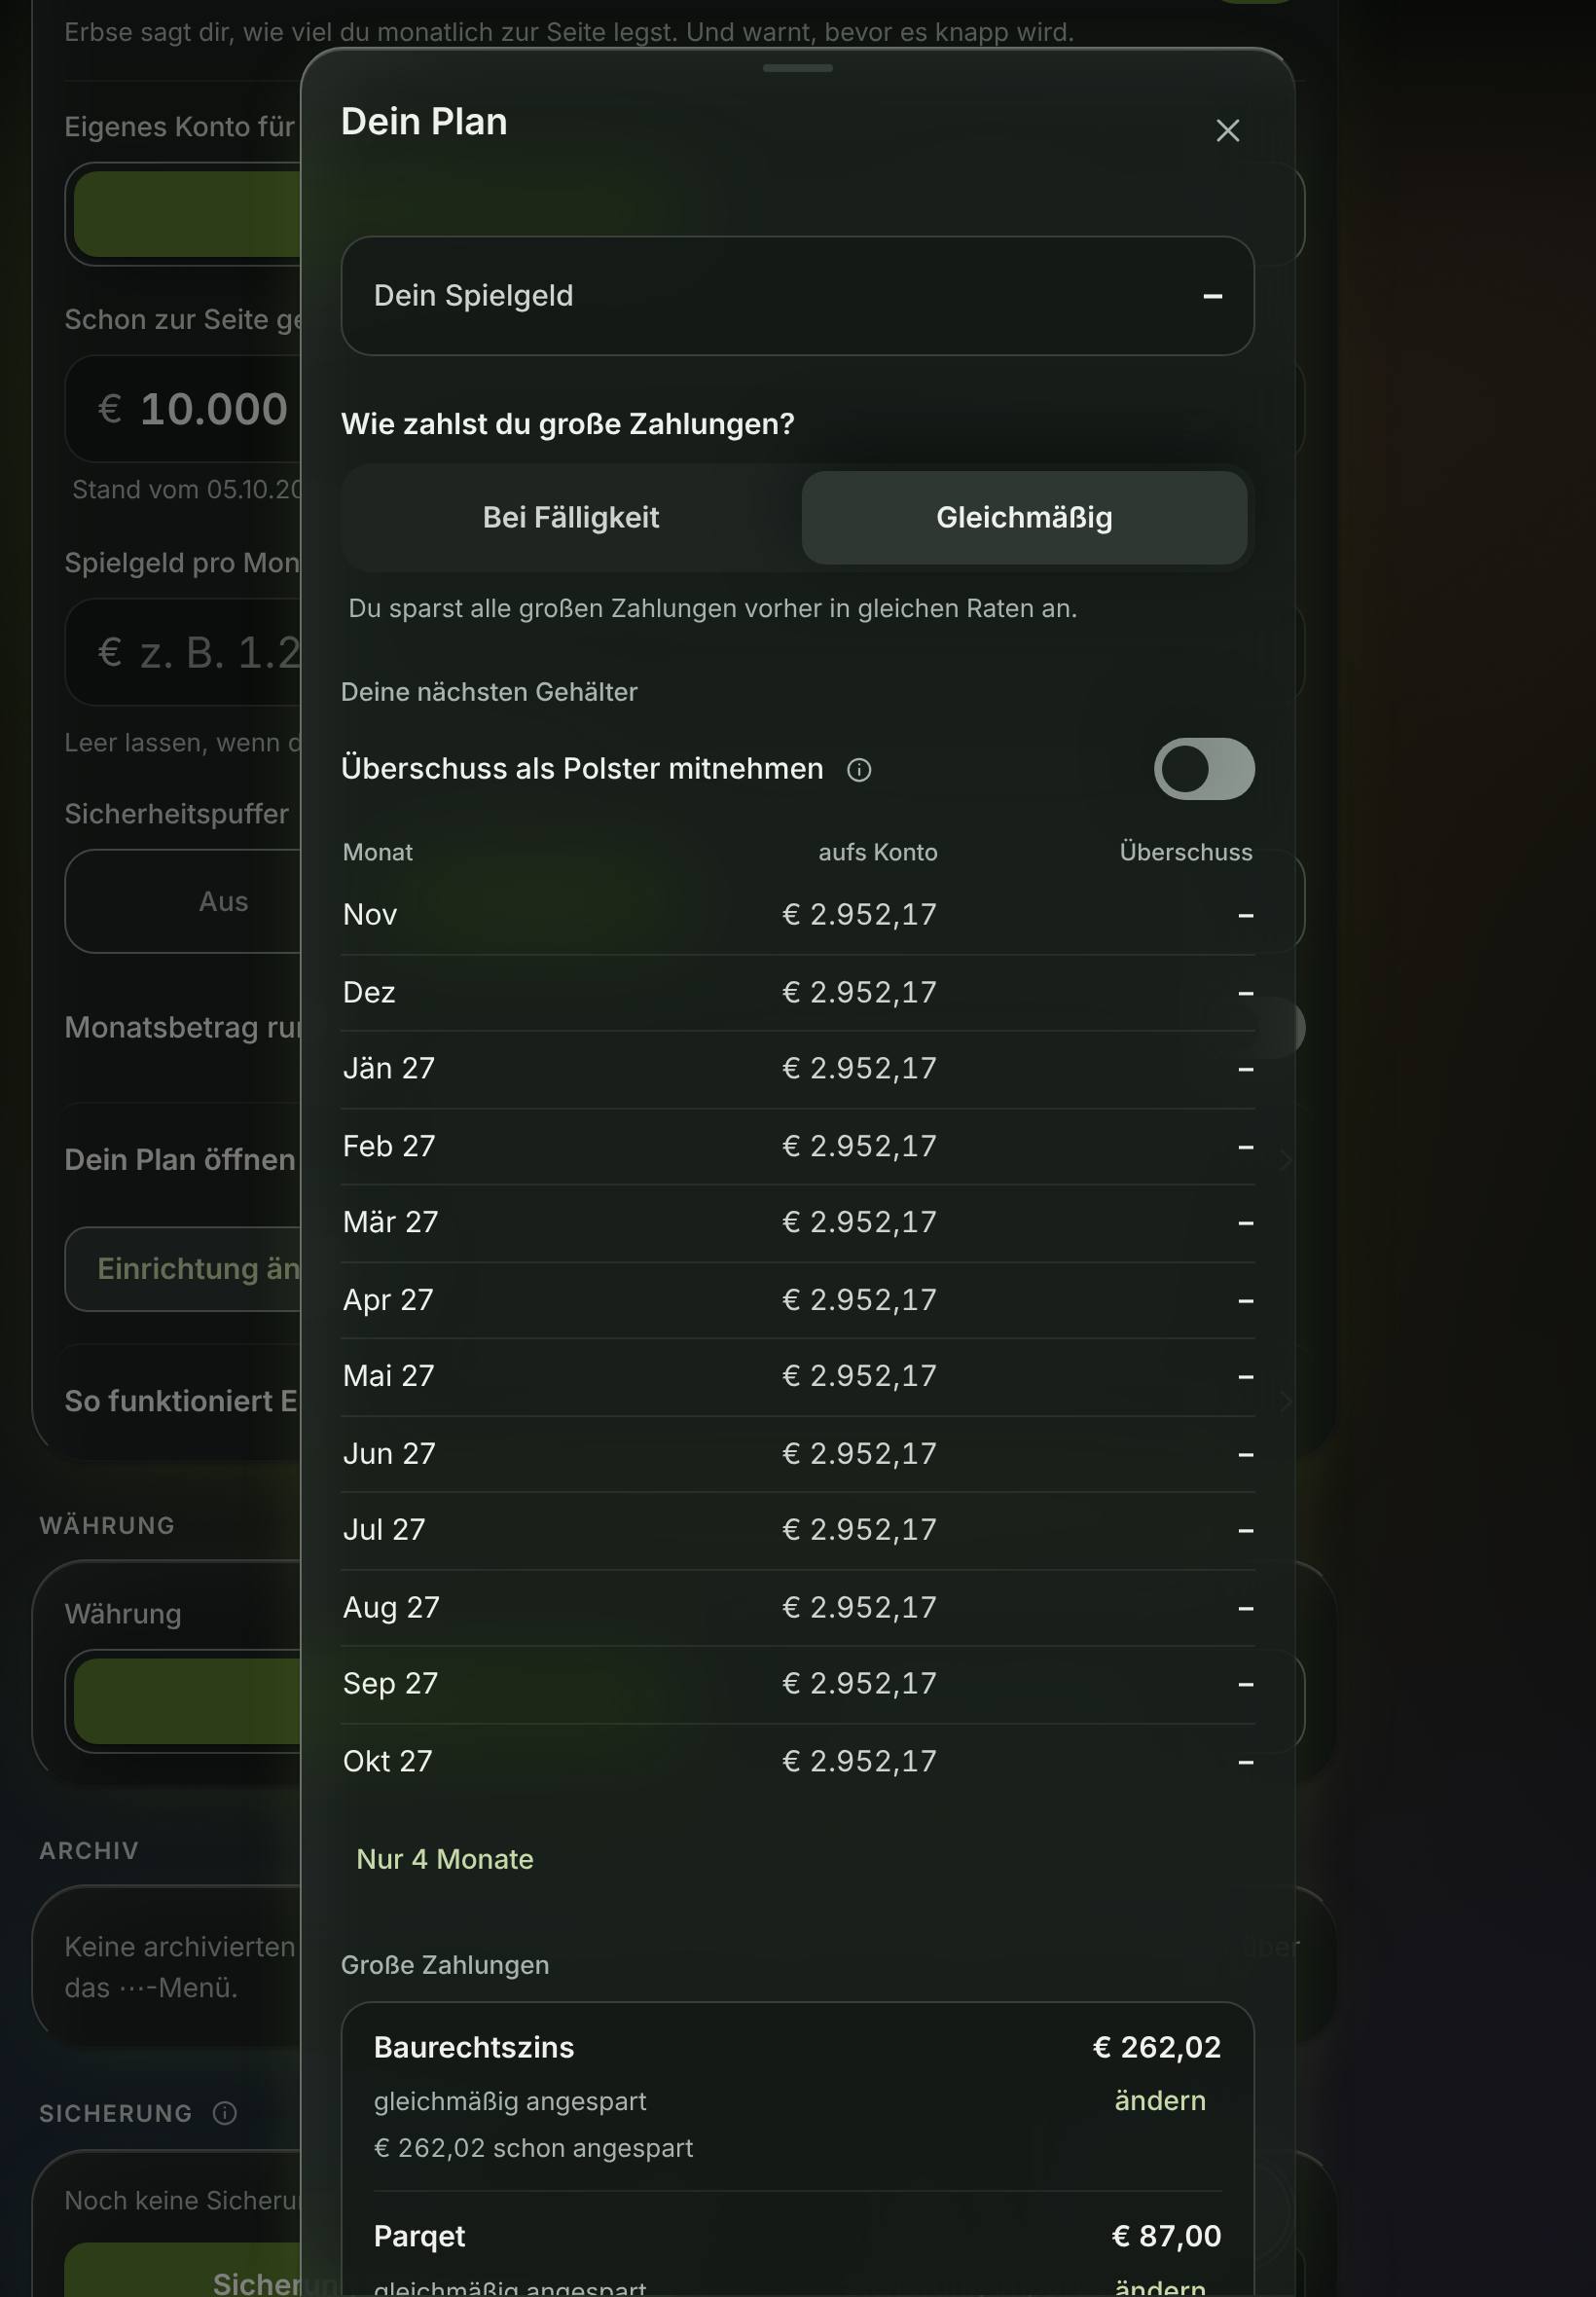 Erbse sagt dir, wie viel du monatlich zur Seite legst. Und warnt, bevor es knapp wird.
Eigenes Konto für
Schon zur Seite
€ 10.000
Stand vom 05.10.20
Spielgeld pro Mon
€ z. B. 1.2
Leer lassen, wenn d
Sicherheitspuffer
Aus
Monatsbetrag run
Dein Plan öffnen
Einrichtung än
So funktioniert E
WÄHRUNG
Währung
ARCHIV
Keine archivierten
über
das ···-Menü.
SICHERUNG
Noch keine Sicheru
Sicherun
Dein Plan
Dein Spielgeld –
Wie zahlst du große Zahlungen?
Bei Fälligkeit Gleichmäßig
Du sparst alle großen Zahlungen vorher in gleichen Raten an.
Deine nächsten Gehälter
Überschuss als Polster mitnehmen
Monat aufs Konto Überschuss
Nov € 2.952,17 –
Dez € 2.952,17 –
Jän 27 € 2.952,17 –
Feb 27 € 2.952,17 –
Mär 27 € 2.952,17 –
Apr 27 € 2.952,17 –
Mai 27 € 2.952,17 –
Jun 27 € 2.952,17 –
Jul 27 € 2.952,17 –
Aug 27 € 2.952,17 –
Sep 27 € 2.952,17 –
Okt 27 € 2.952,17 –
Nur 4 Monate
Große Zahlungen
Baurechtszins € 262,02
gleichmäßig angespart ändern
€ 262,02 schon angespart
Parqet € 87,00
gleichmäßig angespart ändern